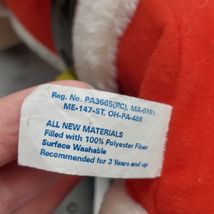 Reg. No. PA3665(RC), MA-0161
ME-147-ST, OH-PA-488
ALL NEW MATERIALS
Filled with 100% Polyester Fiber
Surface Washable
Recommended for 3 Years and up